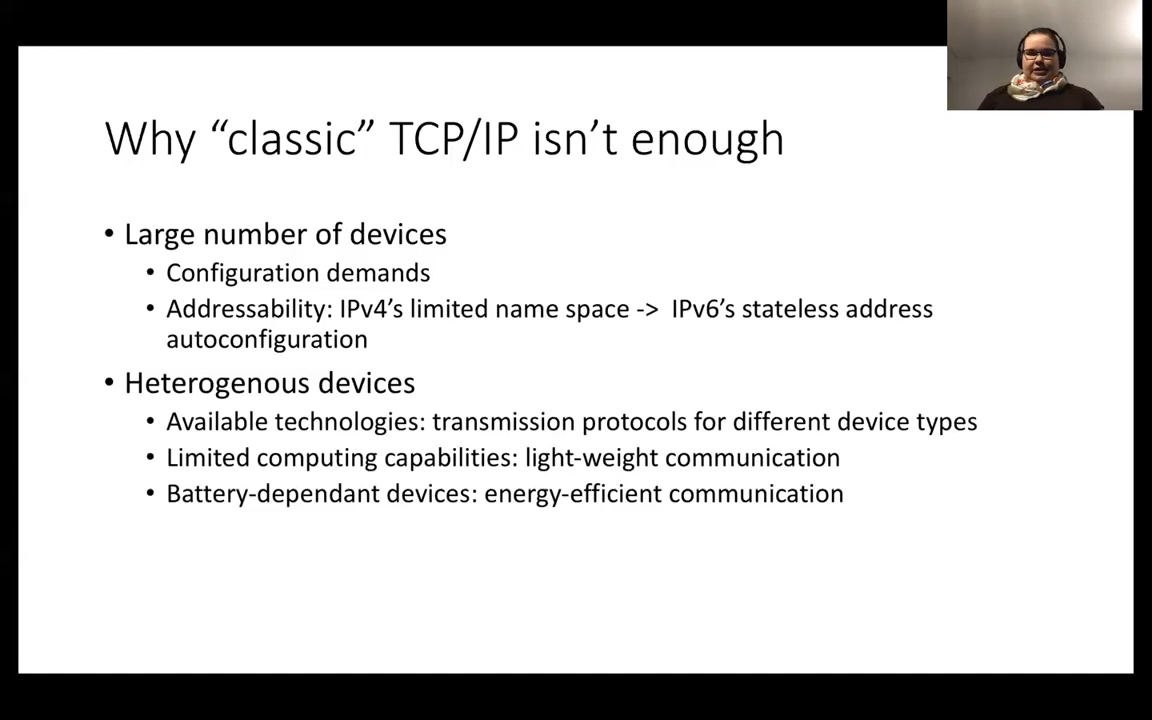 Why “classic” TCP/IP isn’t enough
• Large number of devices
• Configuration demands
• Addressability: IPv4’s limited name space -> IPv6’s stateless address
autoconfiguration
• Heterogenous devices
• Available technologies: transmission protocols for different device types
• Limited computing capabilities: light-weight communication
• Battery-dependant devices: energy-efficient communication